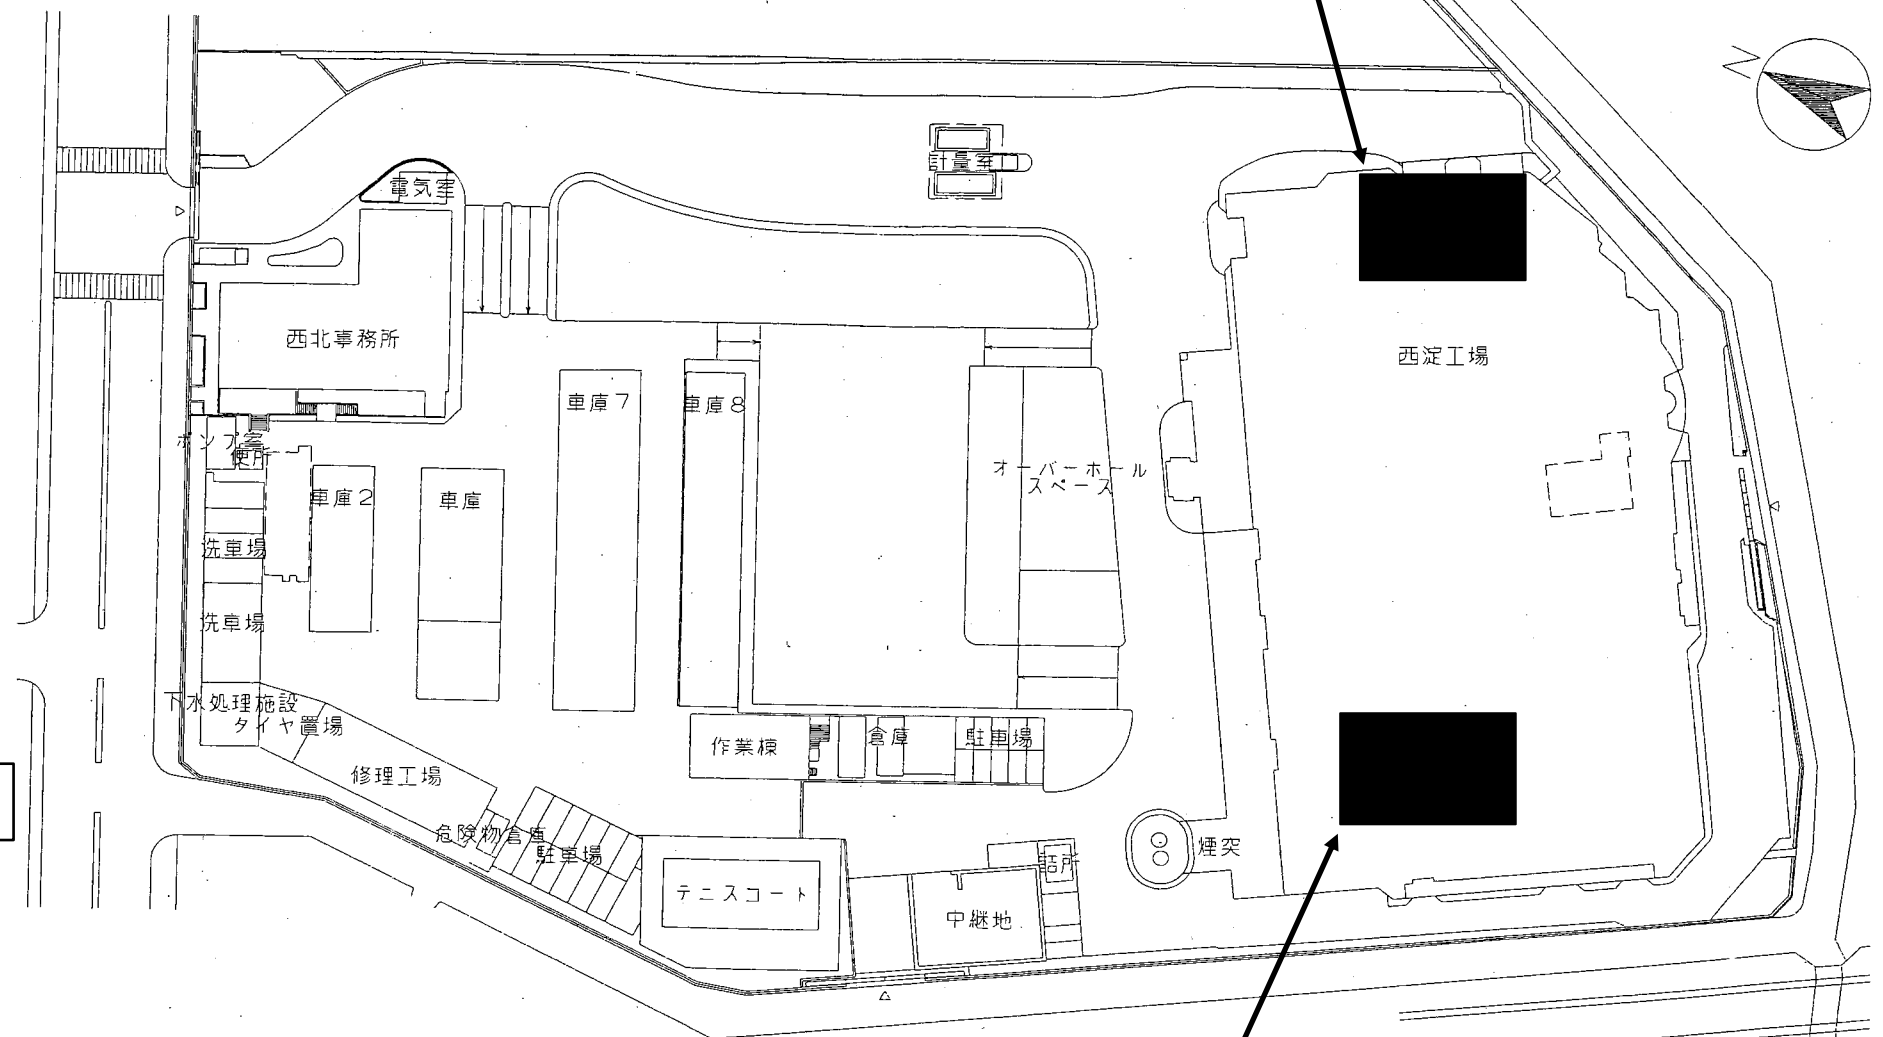 N
計量室
電気室
西北事務所
西淀工場
車庫7
車庫8
ポンプ室
便所
オーバーホール
スペース
車庫2
車庫
洗車場
洗車場
下水処理施設
タイヤ置場
作業棟
倉庫
駐車場
修理工場
危険物倉庫
駐車場
煙突
詰所
テニスコート
中継地